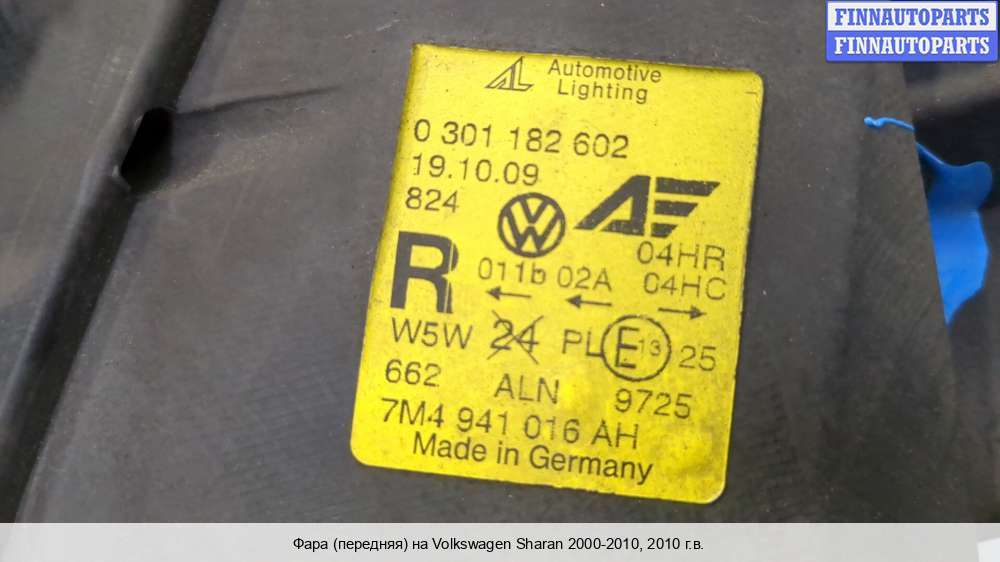 FINNAUTOPARTS
FINNAUTOPARTS
Automotive
Lighting
0 301 182 602
19.10.09
824
VW
R
011b 02A
04HR
04HC
W5W 24 PL E13 25
662 ALN 9725
7M4 941 016 AH
Made in Germany
Фара (передняя) на Volkswagen Sharan 2000-2010, 2010 г.в.